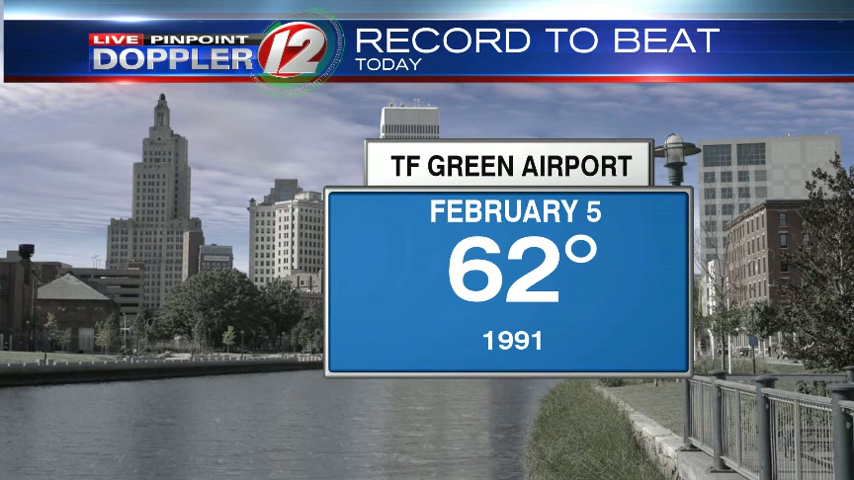 LIVE PINPOINT
DOPPLER 12
RECORD TO BEAT
TODAY
TF GREEN AIRPORT
FEBRUARY 5
62°
1991